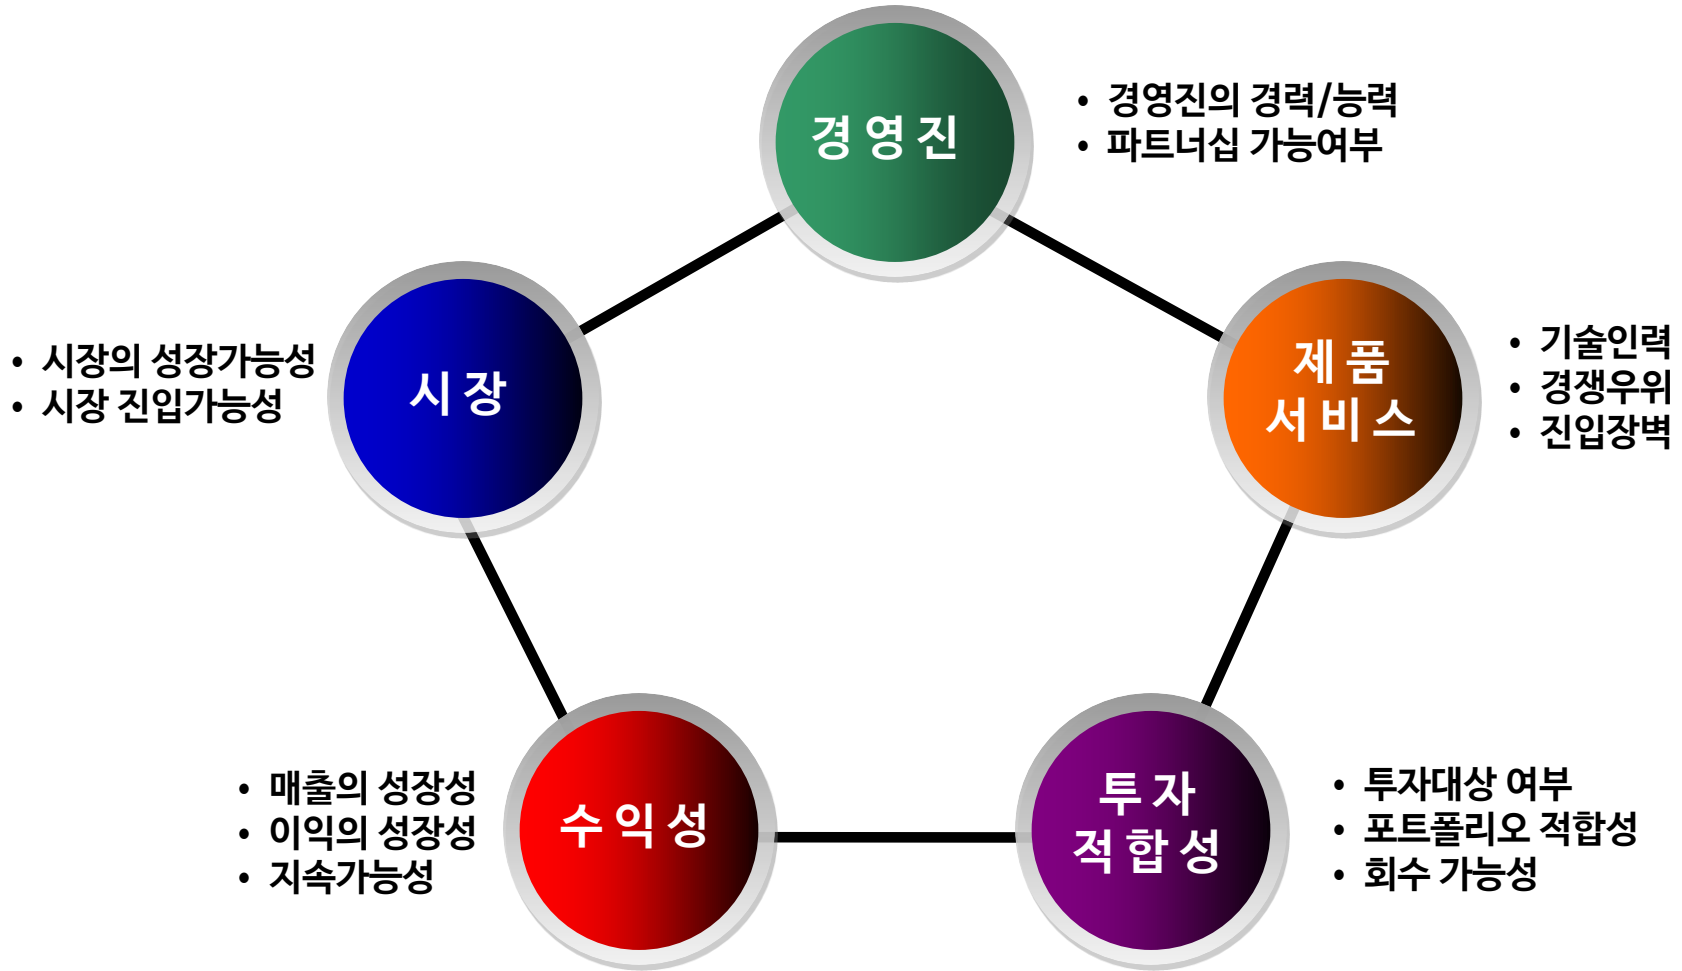 경영진
• 경영진의 경력/능력
• 파트너십 가능여부
시장
• 시장의 성장가능성
• 시장 진입가능성
제품
서비스
• 기술인력
• 경쟁우위
• 진입장벽
수익성
• 매출의 성장성
• 이익의 성장성
• 지속가능성
투자
적합성
• 투자대상 여부
• 포트폴리오 적합성
• 회수 가능성